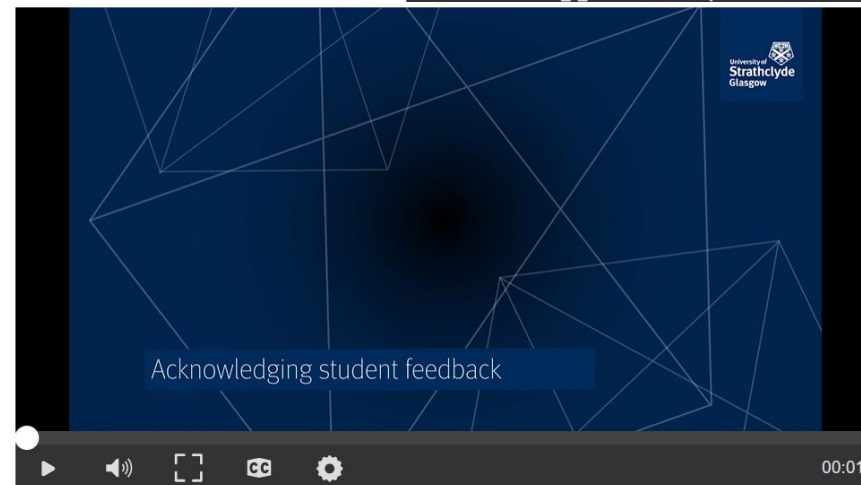 University of
Strathclyde
Glasgow
Acknowledging student feedback
CC
00:01